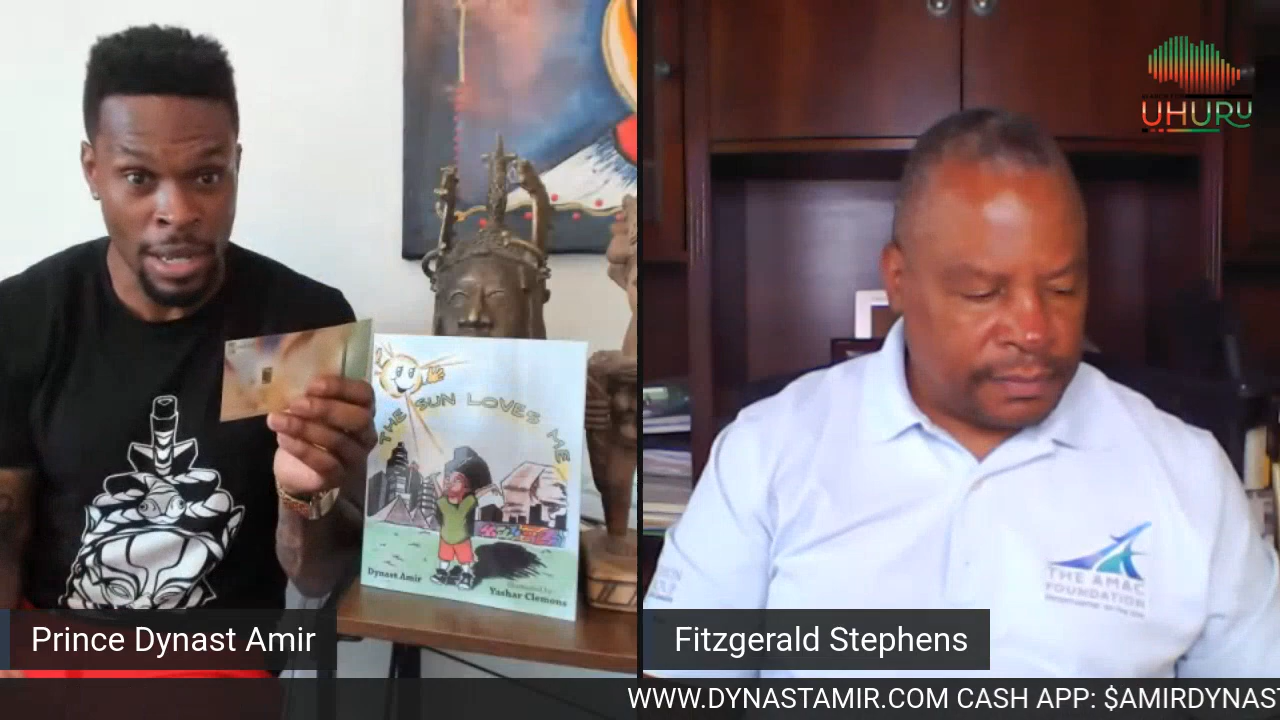 UHURU
THE SUN LOVES ME
Dynast Amir
Illustrated by
Yashar Clemons
THE AMAC
FOUNDATION
Prince Dynast Amir
Fitzgerald Stephens
WWW.DYNASTAMIR.COM CASH APP: $AMIRDYNAST